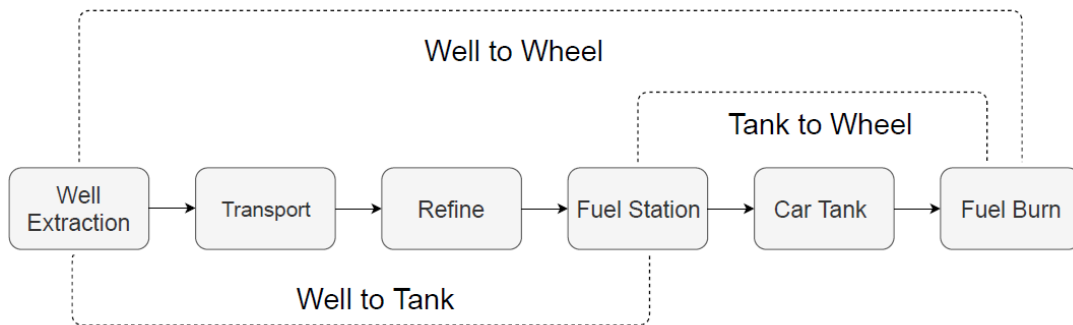 Well to Wheel
Tank to Wheel
Well
Extraction
Transport
Refine
Fuel Station
Car Tank
Fuel Burn
Well to Tank